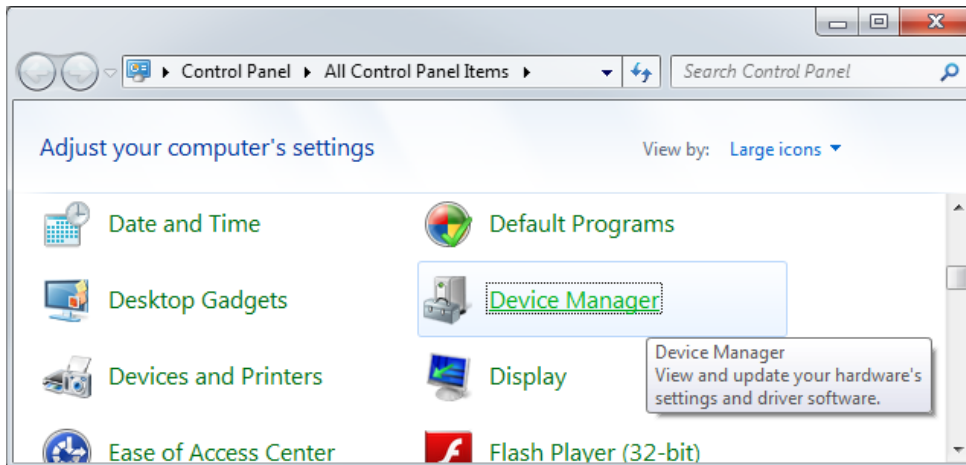 Control Panel All Control Panel Items Search Control Panel
Adjust your computer's settings View by: Large icons
Date and Time Default Programs
Desktop Gadgets Device Manager
Device Manager
View and update your hardware's
settings and driver software.
Devices and Printers Display
Ease of Access Center Flash Player (32-bit)